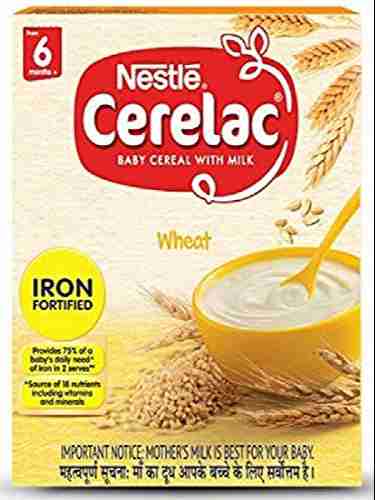 from
6
months +
Nestlé®
Cerelac®
BABY CEREAL WITH MILK
Wheat
IRON
FORTIFIED
Provides 75% of a
baby's daily need^
of iron in 2 serves**
*Source of 18 nutrients
including vitamins
and minerals
IMPORTANT NOTICE: MOTHER'S MILK IS BEST FOR YOUR BABY.
महत्वपूर्ण सूचना: माँ का दूध आपके बच्चे के लिए सर्वोत्तम है।